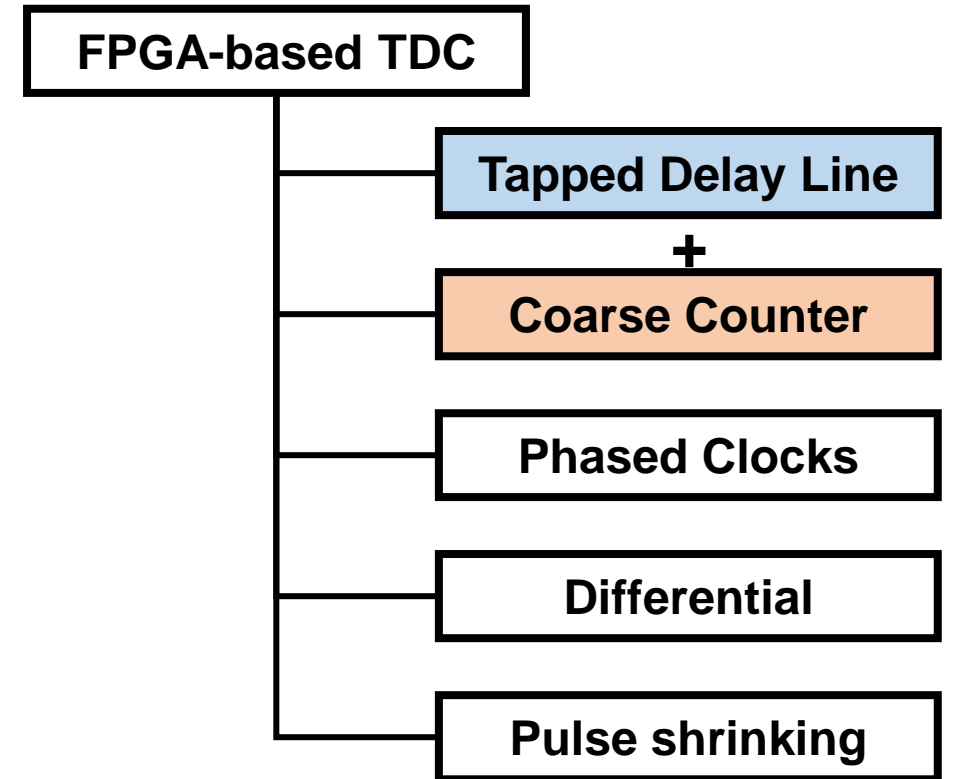 FPGA-based TDC
Tapped Delay Line
+
Coarse Counter
Phased Clocks
Differential
Pulse shrinking